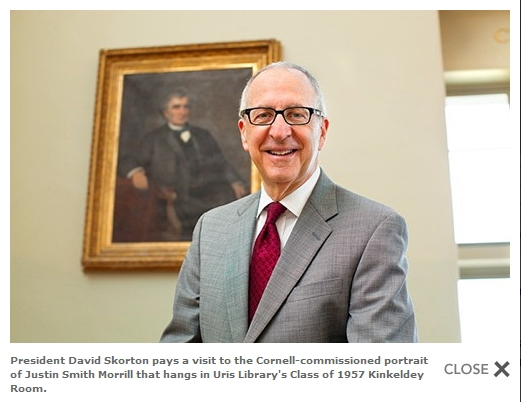 President David Skorton pays a visit to the Cornell-commissioned portrait
of Justin Smith Morrill that hangs in Uris Library's Class of 1957 Kinkeldey
Room.
CLOSE X